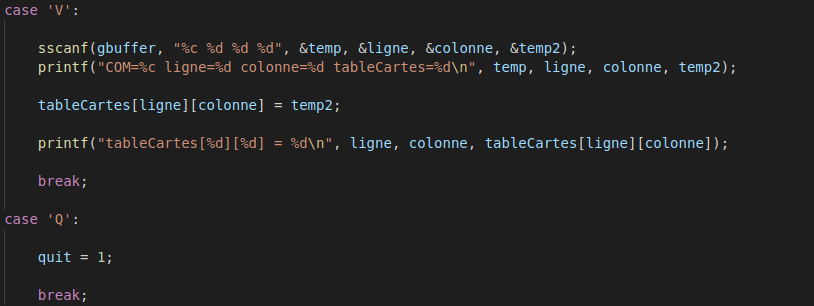 case 'V':
sscanf(gbuffer, "%c %d %d %d", &temp, &ligne, &colonne, &temp2);
printf("COM=%c ligne=%d colonne=%d tableCartes=%d\n", temp, ligne, colonne, temp2);
tableCartes[ligne][colonne] = temp2;
printf("tableCartes[%d][%d] = %d\n", ligne, colonne, tableCartes[ligne][colonne]);
break;
case 'Q':
quit = 1;
break;